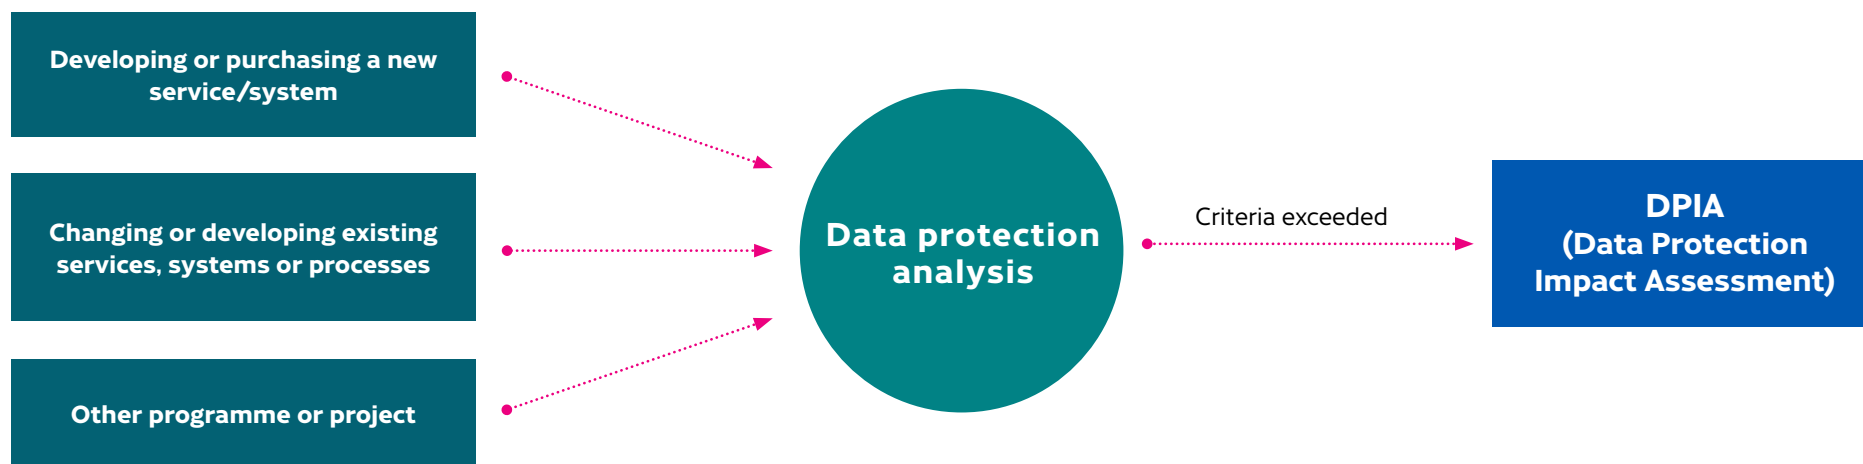 Developing or purchasing a new
service/system
Changing or developing existing
services, systems or processes
Other programme or project
Data protection
analysis
Criteria exceeded
DPIA
(Data Protection
Impact Assessment)